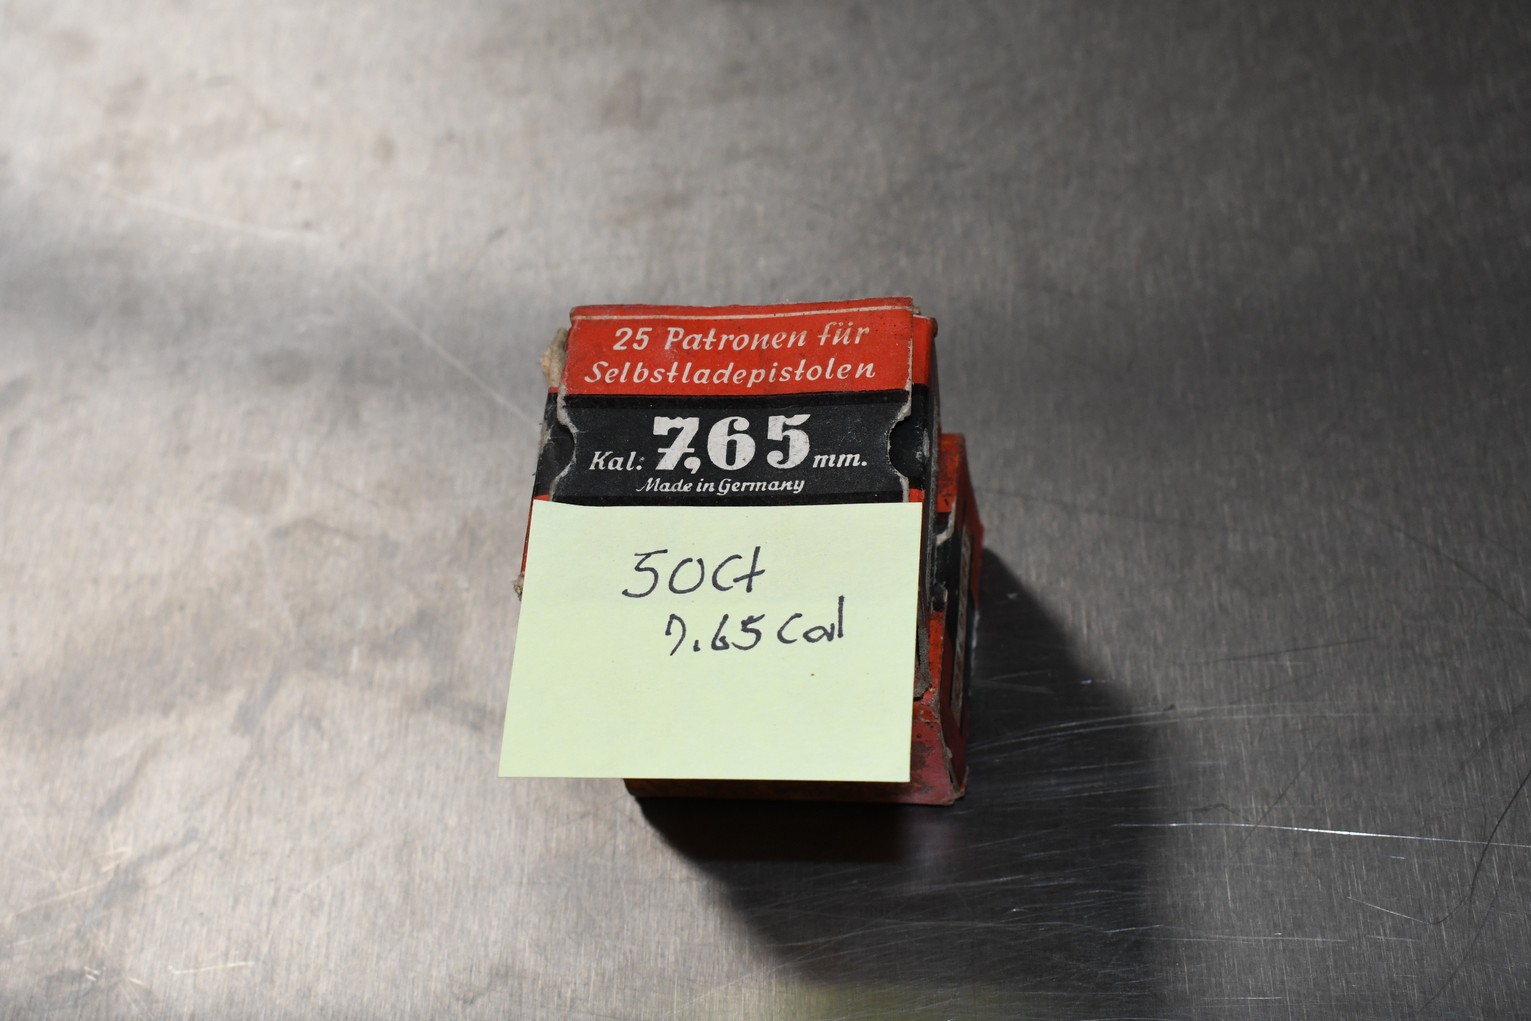 25 Patronen für
Selbstladepistolen
Kal: 7,65 mm.
Made in Germany
50Ct
7.65 Cal